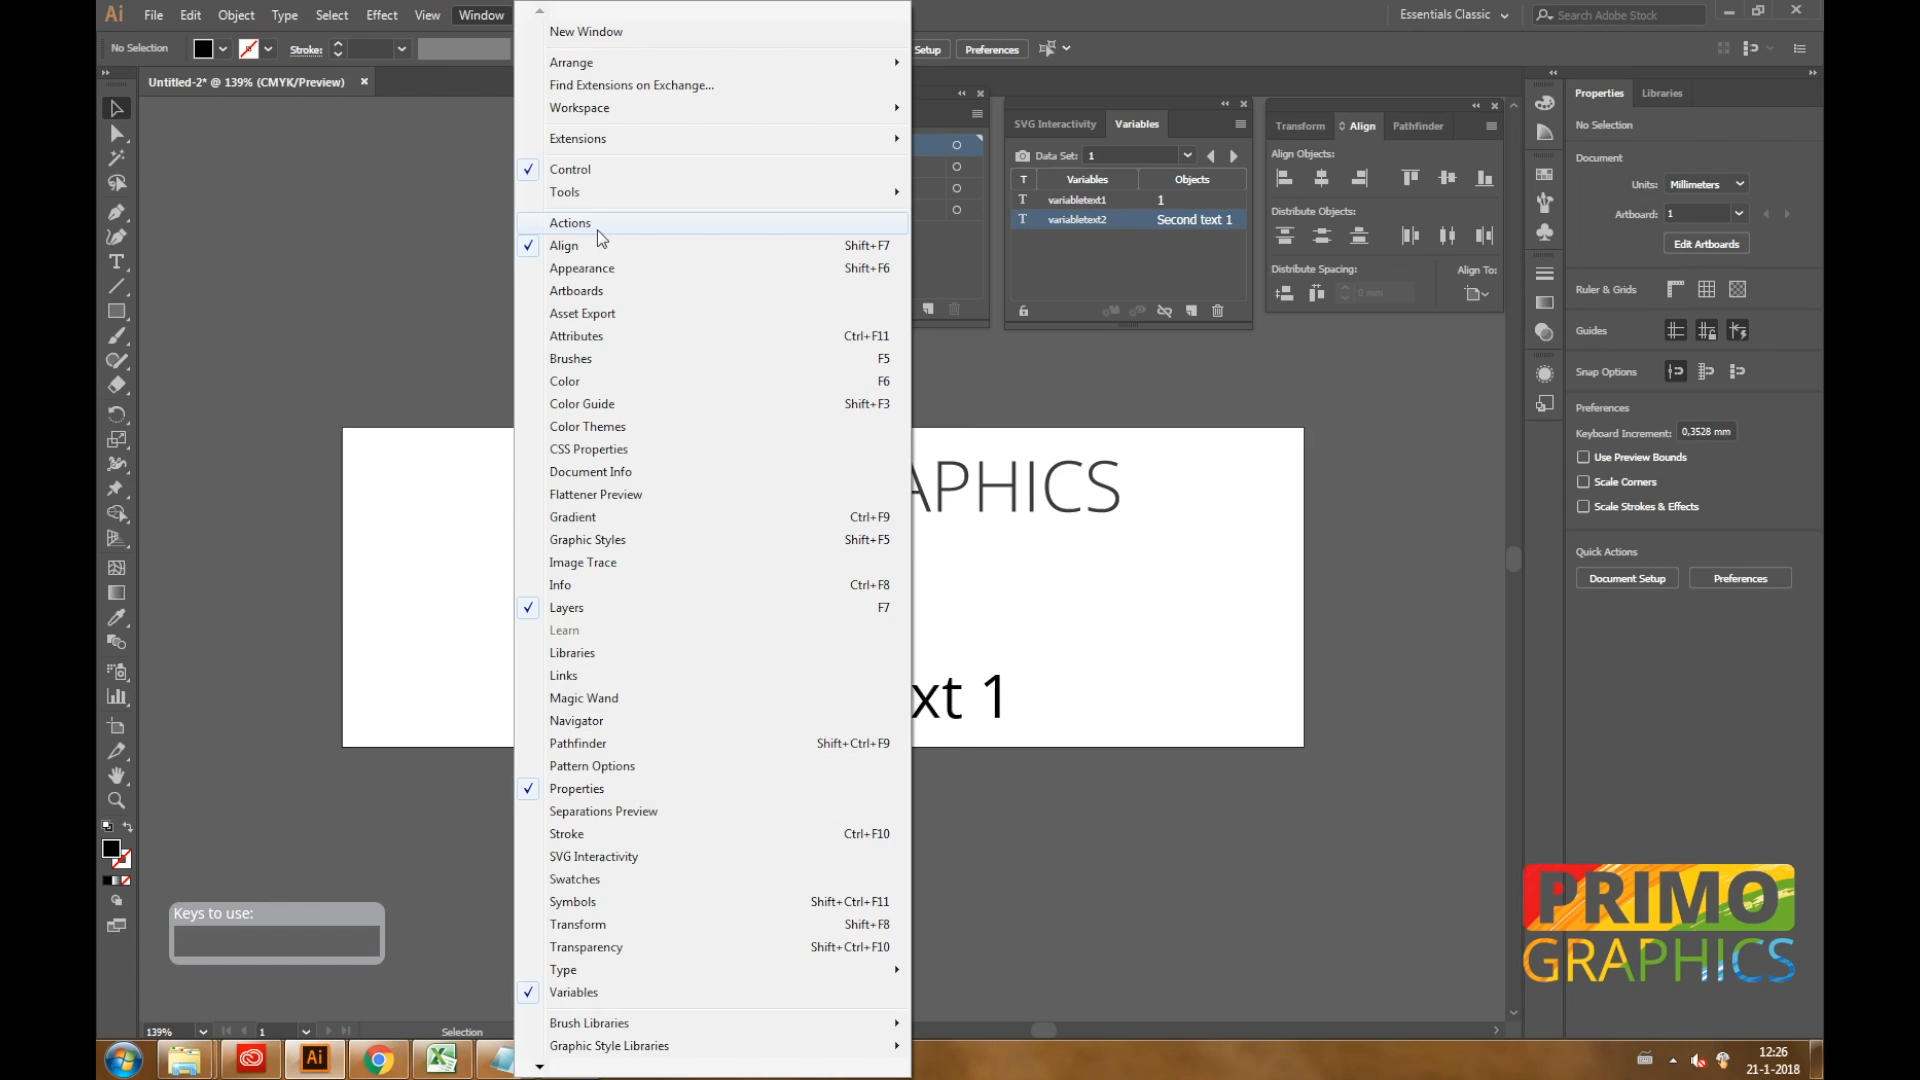 Ai File Edit Object Type Select Effect View Window Essentials Classic Search Adobe Stock
No Selection Stroke: Setup Preferences
Untitled-2* @ 139% (CMYK/Preview)
New Window
Arrange
Find Extensions on Exchange...
Workspace
Extensions
Control
Tools
Actions
Align Shift+F7
Appearance Shift+F6
Artboards
Asset Export
Attributes Ctrl+F11
Brushes F5
Color F6
Color Guide Shift+F3
Color Themes
CSS Properties
Document Info
Flattener Preview
Gradient Ctrl+F9
Graphic Styles Shift+F5
Image Trace
Info Ctrl+F8
Layers F7
Learn
Libraries
Links
Magic Wand
Navigator
Pathfinder Shift+Ctrl+F9
Pattern Options
Properties
Separations Preview
Stroke Ctrl+F10
SVG Interactivity
Swatches
Symbols Shift+Ctrl+F11
Transform Shift+F8
Transparency Shift+Ctrl+F10
Type
Variables
Brush Libraries
Graphic Style Libraries
SVG Interactivity Variables
Data Set: 1
T Variables Objects
T variabletext1 1
T variabletext2 Second text 1
Transform Align Pathfinder
Align Objects:
Distribute Objects:
Distribute Spacing: Align To:
0 mm
Properties Libraries
No Selection
Document
Units: Millimeters
Artboard: 1
Edit Artboards
Ruler & Grids
Guides
Snap Options
Preferences
Keyboard Increment: 0,3528 mm
Use Preview Bounds
Scale Corners
Scale Strokes & Effects
Quick Actions
Document Setup Preferences
APHICS
xt 1
Keys to use:
PRIMO
GRAPHICS
139% 1 Selection
Ai
12:26
21-1-2018